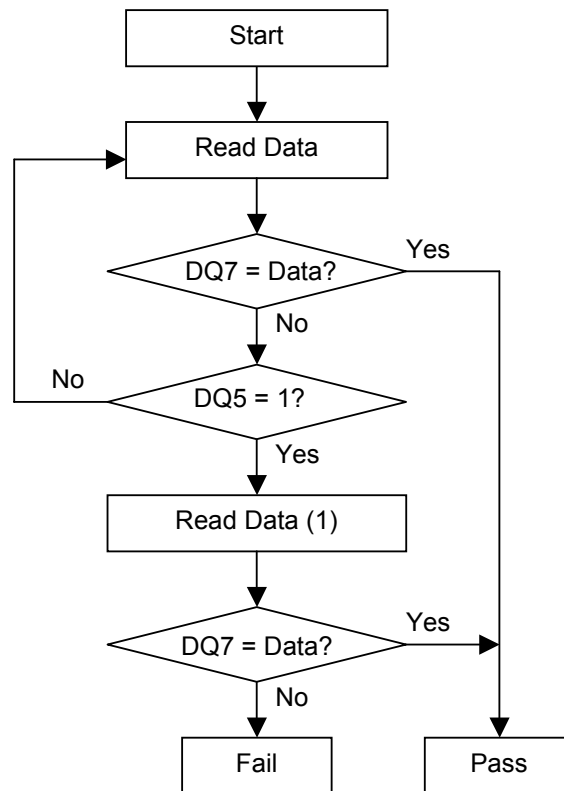 Start
Read Data
DQ7 = Data?
Yes
No
DQ5 = 1?
No
Yes
Read Data (1)
DQ7 = Data?
Yes
No
Fail
Pass